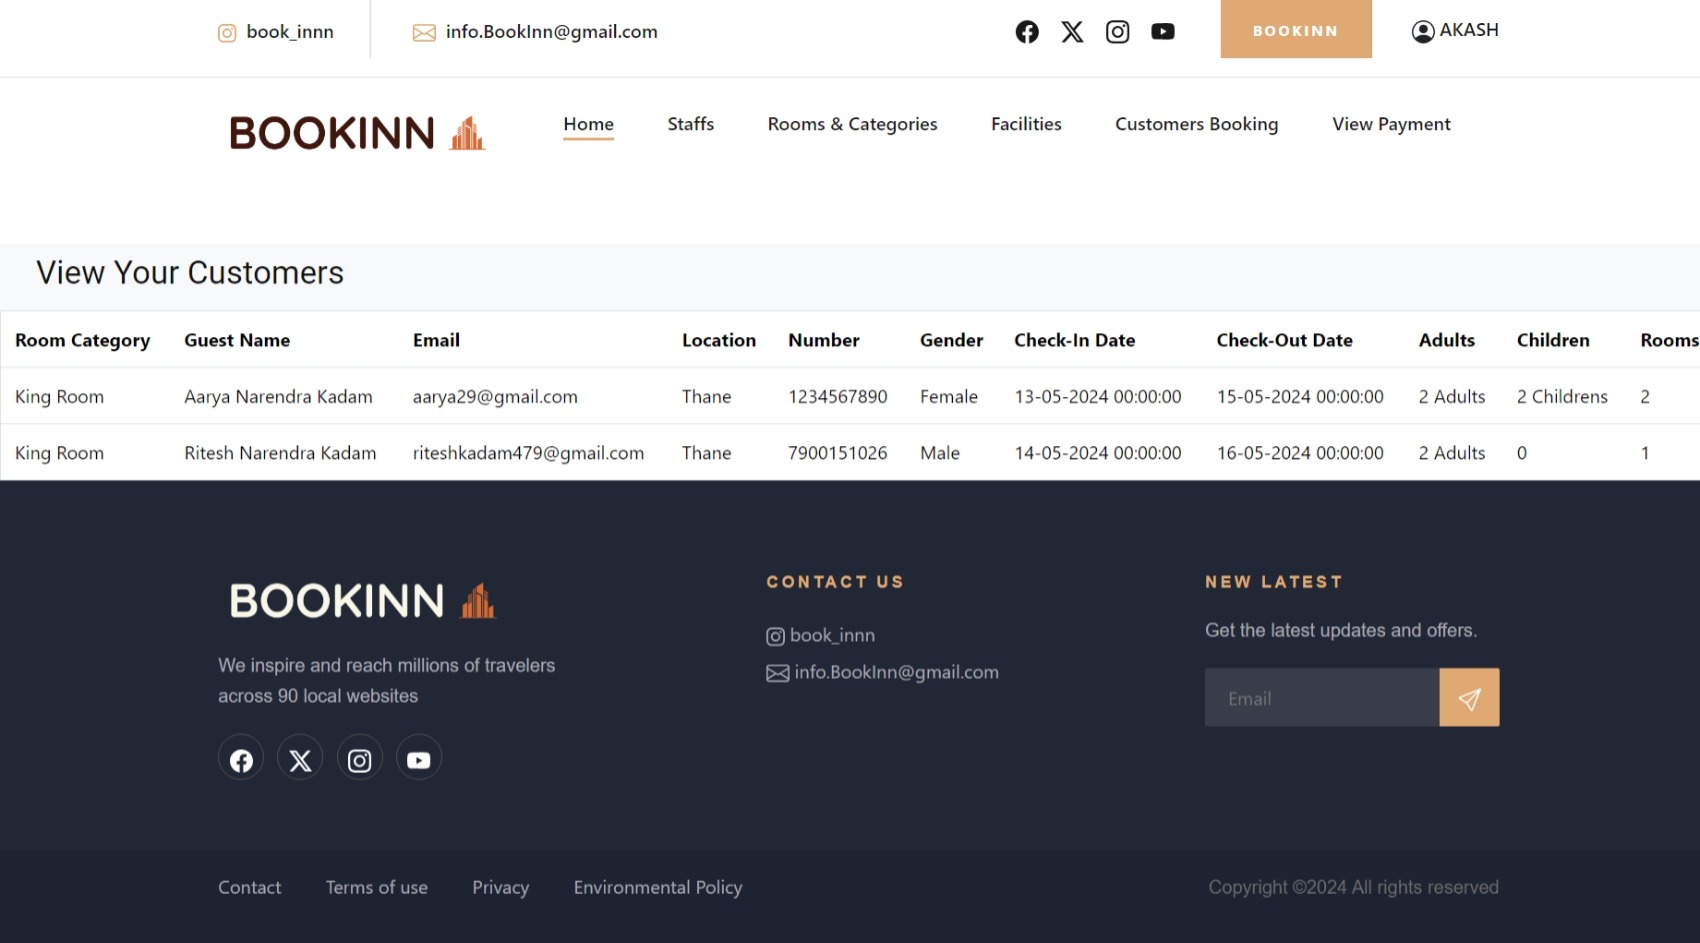 book_innn info.BookInn@gmail.com BOOKINN AKASH
BOOKINN Home Staffs Rooms & Categories Facilities Customers Booking View Payment
View Your Customers
Room Category Guest Name Email Location Number Gender Check-In Date Check-Out Date Adults Children Rooms
King Room Aarya Narendra Kadam aarya29@gmail.com Thane 1234567890 Female 13-05-2024 00:00:00 15-05-2024 00:00:00 2 Adults 2 Childrens 2
King Room Ritesh Narendra Kadam riteshkadam479@gmail.com Thane 7900151026 Male 14-05-2024 00:00:00 16-05-2024 00:00:00 2 Adults 0 1
BOOKINN
We inspire and reach millions of travelers
across 90 local websites
CONTACT US
book_innn
info.BookInn@gmail.com
NEW LATEST
Get the latest updates and offers.
Email
Contact Terms of use Privacy Environmental Policy Copyright ©2024 All rights reserved